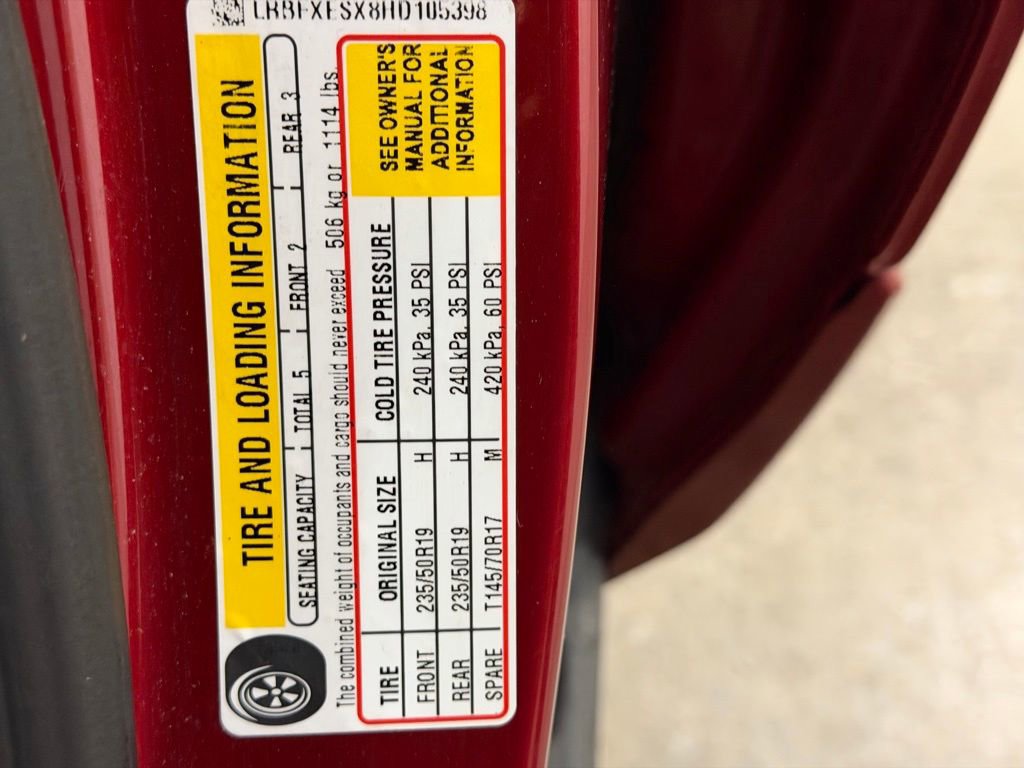 LRBFXFSX8HD105398
TIRE AND LOADING INFORMATION
SEATING CAPACITY TOTAL 5 FRONT 2 REAR 3
The combined weight of occupants and cargo should never exceed 506 kg or 1114 lbs.
TIRE ORIGINAL SIZE COLD TIRE PRESSURE
FRONT 235/50R19 H 240 kPa, 35 PSI
REAR 235/50R19 H 240 kPa, 35 PSI
SPARE T145/70R17 M 420 kPa, 60 PSI
SEE OWNER'S
MANUAL FOR
ADDITIONAL
INFORMATION